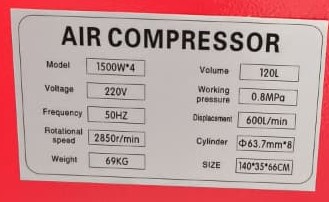 AIR COMPRESSOR
Model 1500W*4
Voltage 220V
Frequency 50HZ
Rotational speed 2850r/min
Weight 69KG
Volume 120L
Working pressure 0.8MPa
Displacement 600L/min
Cylinder Φ63.7mm*8
SIZE 140*35*66CM